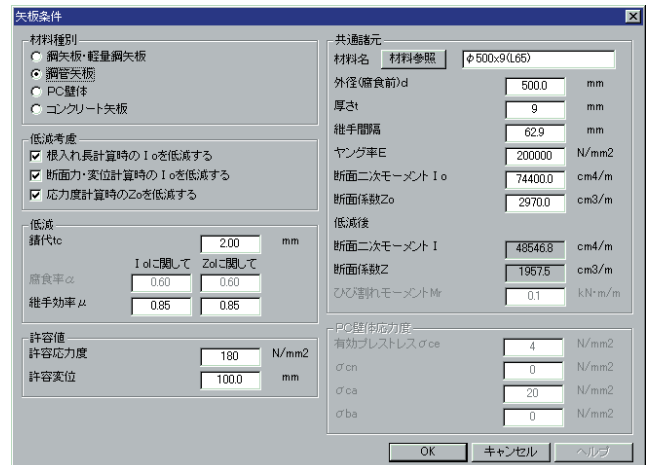 矢板条件
材料種別
鋼矢板・軽量鋼矢板
鋼管矢板
PC壁体
コンクリート矢板
低減考慮
根入れ長計算時のIoを低減する
断面力・変位計算時のIoを低減する
応力度計算時のZoを低減する
低減
錆代tc 2.00 mm
Ioに関して Zoに関して
腐食率α 0.60 0.60
継手効率μ 0.85 0.85
許容値
許容応力度 180 N/mm2
許容変位 100.0 mm
共通諸元
材料名 材料参照 φ500x9(L65)
外径(腐食前)d 500.0 mm
厚さt 9 mm
継手間隔 62.9 mm
ヤング率E 200000 N/mm2
断面二次モーメントIo 74400.0 cm4/m
断面係数Zo 2970.0 cm3/m
低減後
断面二次モーメントI 48546.8 cm4/m
断面係数Z 1957.5 cm3/m
ひび割れモーメントMr 0.1 kN・m/m
PC壁体応力度
有効プレストレスσce 4 N/mm2
σcn 0 N/mm2
σca 20 N/mm2
σba 0 N/mm2
OK キャンセル ヘルプ